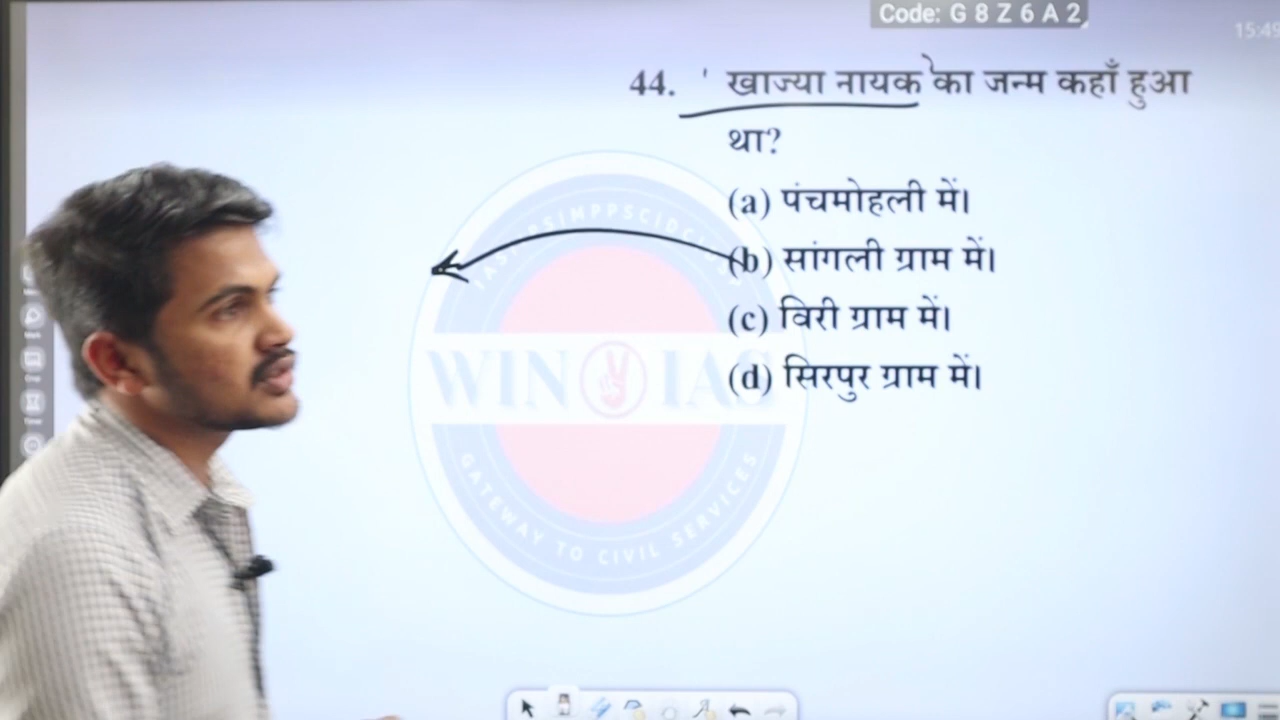 Code: G 8 Z 6 A 2
15:49
44. ' खाज्या नायक 'का जन्म कहाँ हुआ
था?
(a) पंचमोहली में।
(b) सांगली ग्राम में।
(c) विरी ग्राम में।
(d) सिरपुर ग्राम में।
WIN IAS
GATEWAY TO CIVIL SERVICES